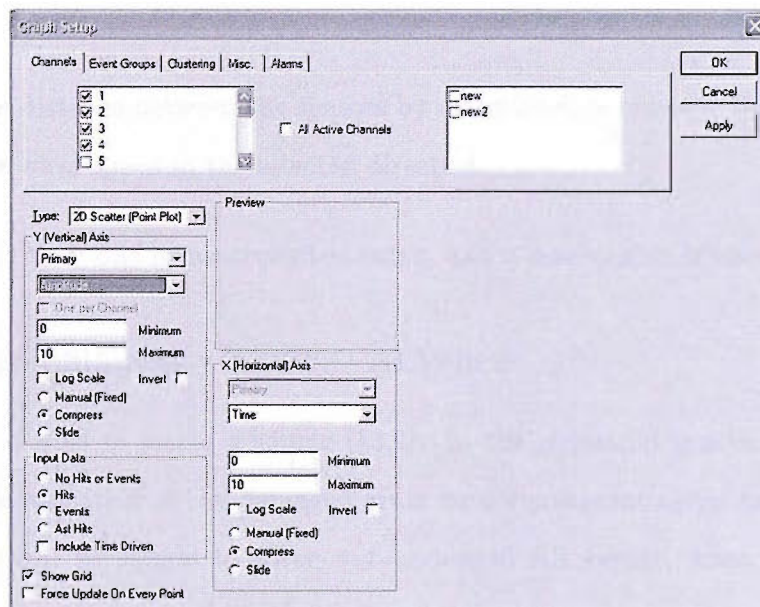 Graph Setup
Channels Event Groups Clustering Misc. Alarms
OK
Cancel
Apply
1
2
3
4
5
All Active Channels
new
new2
Type: 2D Scatter (Point Plot)
Preview
Y (Vertical) Axis
Primary
Amplitude
One per Channel
0 Minimum
10 Maximum
Log Scale Invert
Manual (Fixed)
Compress
Slide
X (Horizontal) Axis
Primary
Time
0 Minimum
10 Maximum
Log Scale Invert
Manual (Fixed)
Compress
Slide
Input Data
No Hits or Events
Hits
Events
Ast Hits
Include Time Driven
Show Grid
Force Update On Every Point